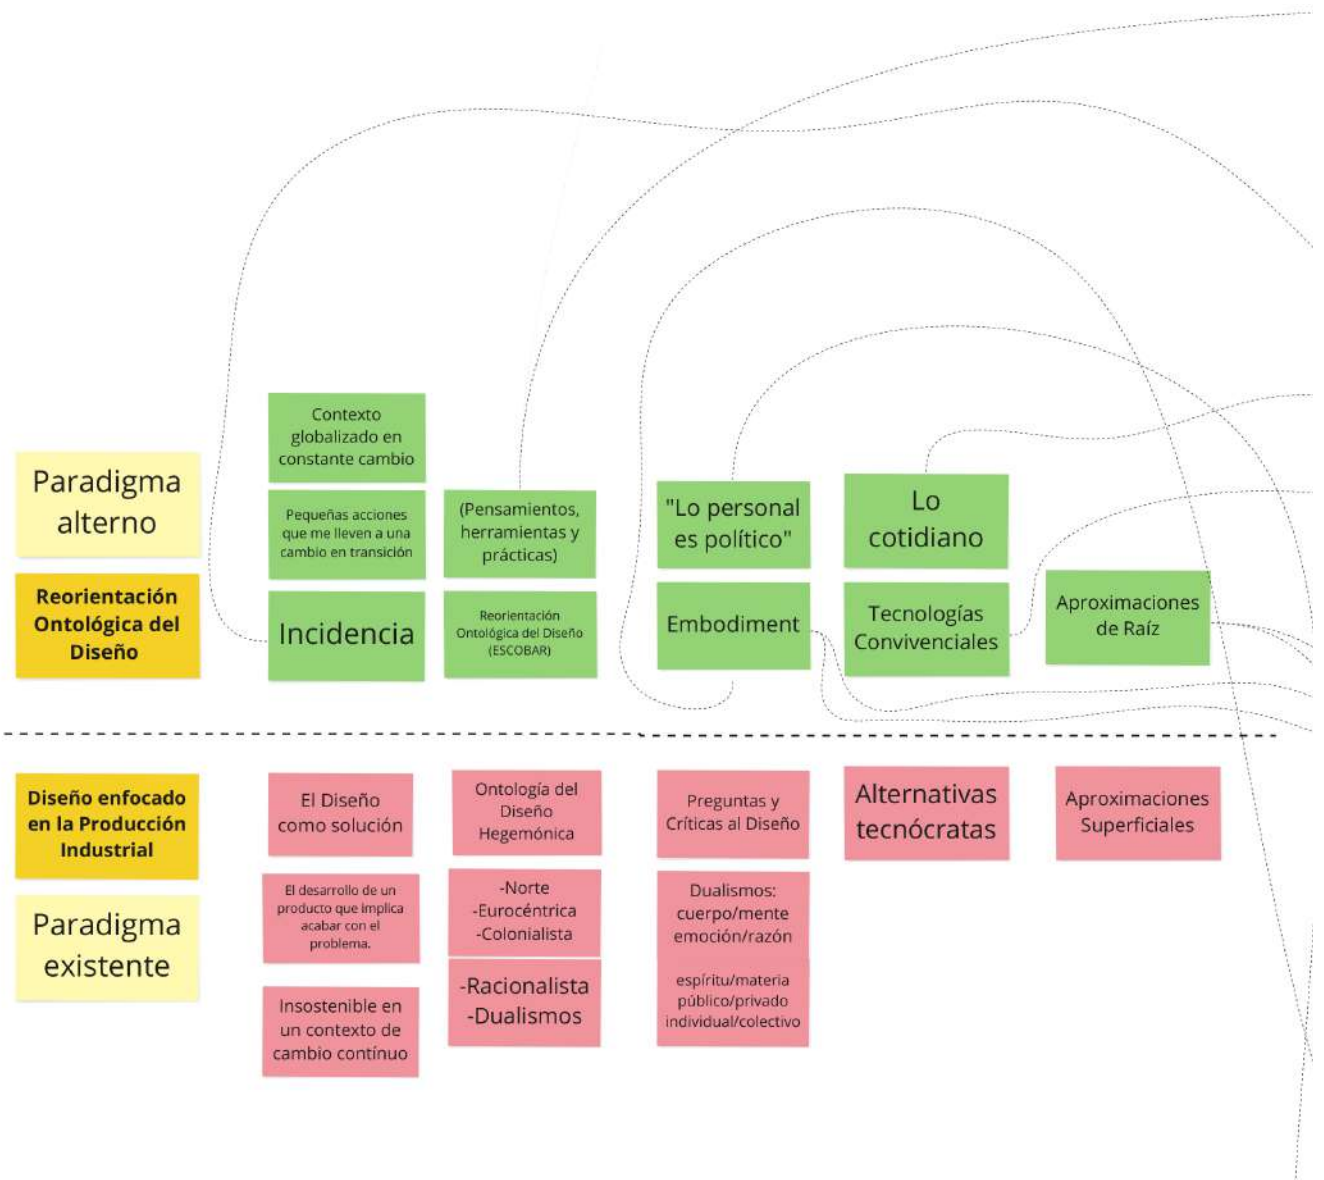 Paradigma
alterno
Reorientación
Ontológica del
Diseño
Contexto
globalizado en
constante cambio
Pequeñas acciones
que me lleven a una
cambio en transición
Incidencia
(Pensamientos,
herramientas y
prácticas)
Reorientación
Ontológica del Diseño
(ESCOBAR)
"Lo personal
es político"
Embodiment
Lo
cotidiano
Tecnologías
Convivenciales
Aproximaciones
de Raíz
Diseño enfocado
en la Producción
Industrial
Paradigma
existente
El Diseño
como solución
El desarrollo de un
producto que implica
acabar con el
problema.
Insostenible en
un contexto de
cambio contínuo
Ontología del
Diseño
Hegemónica
-Norte
-Eurocéntrica
-Colonialista
-Racionalista
-Dualismos
Preguntas y
Críticas al Diseño
Dualismos:
cuerpo/mente
emoción/razón
espíritu/materia
público/privado
individual/colectivo
Alternativas
tecnócratas
Aproximaciones
Superficiales